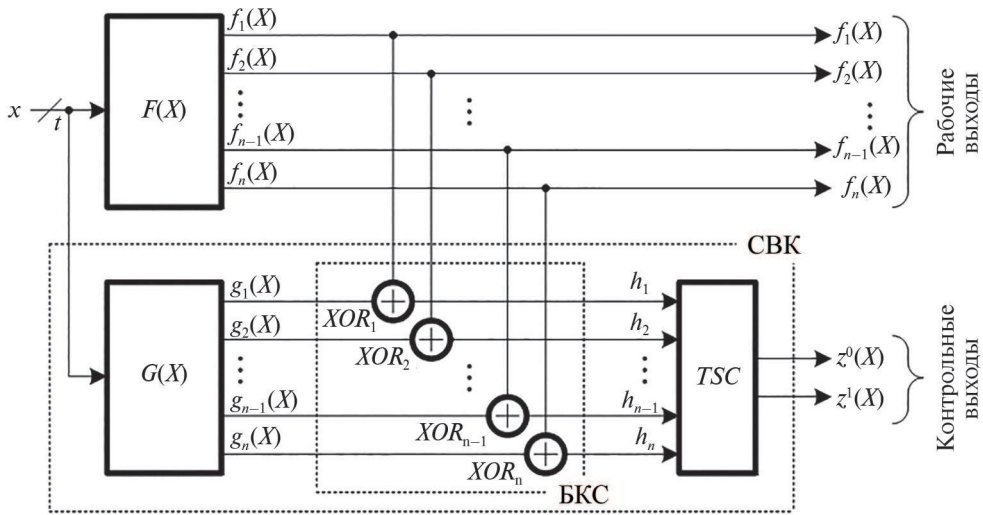 f₁(X) f₁(X)
f₂(X) f₂(X)
x t F(X) ⋮ ⋮ ⋮
fₙ₋₁(X) fₙ₋₁(X)
fₙ(X) fₙ(X)
Рабочие
выходы
СВК
g₁(X) XOR₁ h₁
g₂(X) XOR₂ h₂
G(X) ⋮ ⋮ ⋮ TSC
z⁰(X)
z¹(X)
gₙ₋₁(X) XORₙ₋₁ hₙ₋₁
gₙ(X) XORₙ hₙ
Контрольные
выходы
БКС